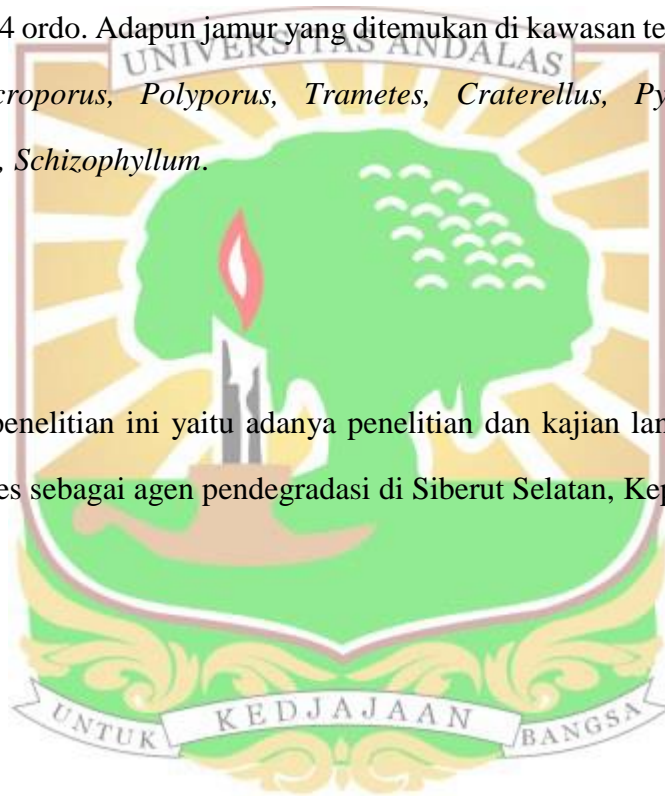 4 ordo. Adapun jamur yang ditemukan di kawasan te
UNIVERSITAS ANDALAS
croporus, Polyporus, Trametes, Craterellus, Py
, Schizophyllum.
penelitian ini yaitu adanya penelitian dan kajian lan
es sebagai agen pendegradasi di Siberut Selatan, Kep
UNTUK KEDJAJAAN BANGSA